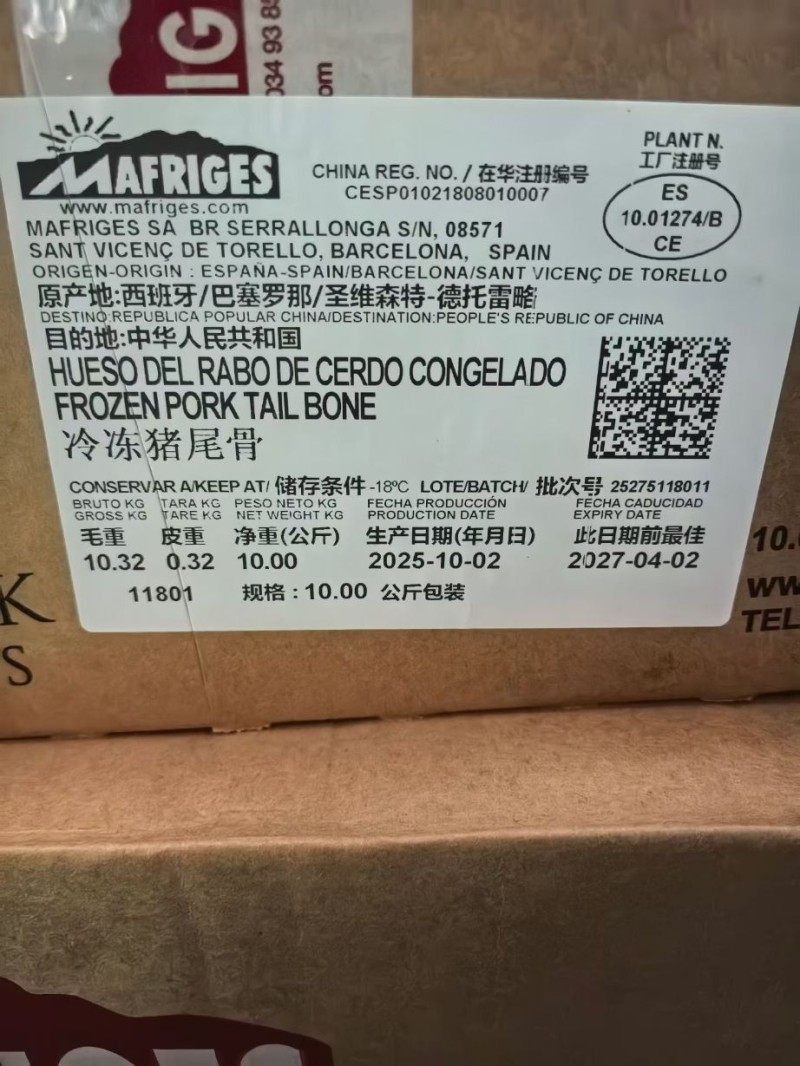 IG
034 93 85
om
MAFRIGES
www.mafriges.com
CHINA REG. NO. / 在华注册编号
CESP01021808010007
PLANT N.
工厂注册号
ES
10.01274/B
CE
MAFRIGES SA BR SERRALLONGA S/N, 08571
SANT VICENÇ DE TORELLO, BARCELONA, SPAIN
ORIGEN-ORIGIN : ESPAÑA-SPAIN/BARCELONA/SANT VICENÇ DE TORELLO
原产地:西班牙/巴塞罗那/圣维森特-德托雷略
DESTINO:REPUBLICA POPULAR CHINA/DESTINATION:PEOPLE'S REPUBLIC OF CHINA
目的地:中华人民共和国
HUESO DEL RABO DE CERDO CONGELADO
FROZEN PORK TAIL BONE
冷冻猪尾骨
CONSERVAR A/KEEP AT/ 储存条件 -18ºC LOTE/BATCH/ 批次号 25275118011
BRUTO KG TARA KG PESO NETO KG FECHA PRODUCCIÓN FECHA CADUCIDAD
GROSS KG TARE KG NET WEIGHT KG PRODUCTION DATE EXPIRY DATE
毛重 皮重 净重(公斤) 生产日期(年月日) 此日期前最佳
10.32 0.32 10.00 2025-10-02 2027-04-02
11801 规格:10.00 公斤包装
K
S
10.
WW
TEL